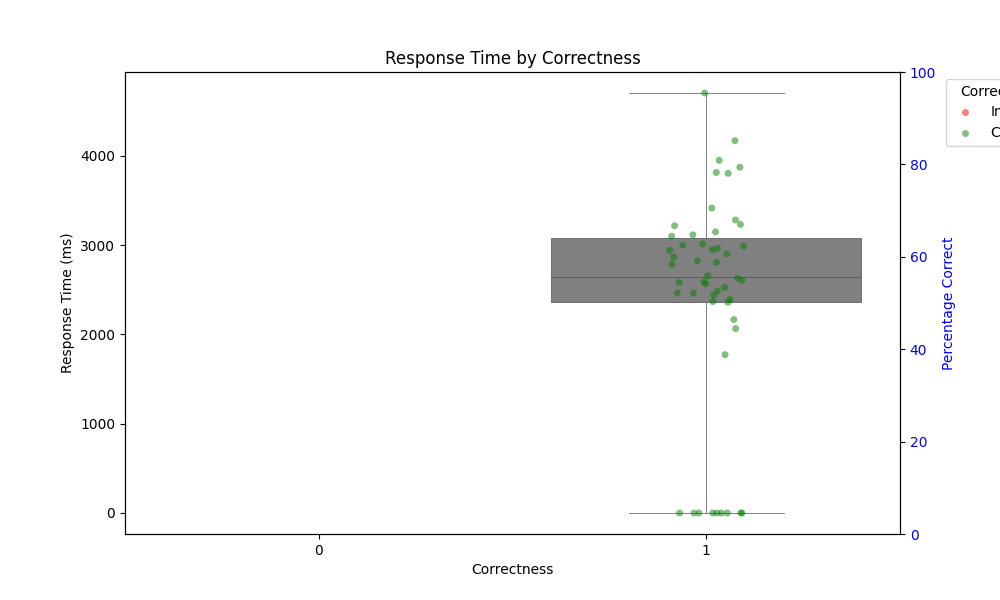 Response Time by Correctness
Response Time (ms)
4000
3000
2000
1000
0
0
1
Correctness
100
80
60
40
20
0
Percentage Correct
Correc
In
C